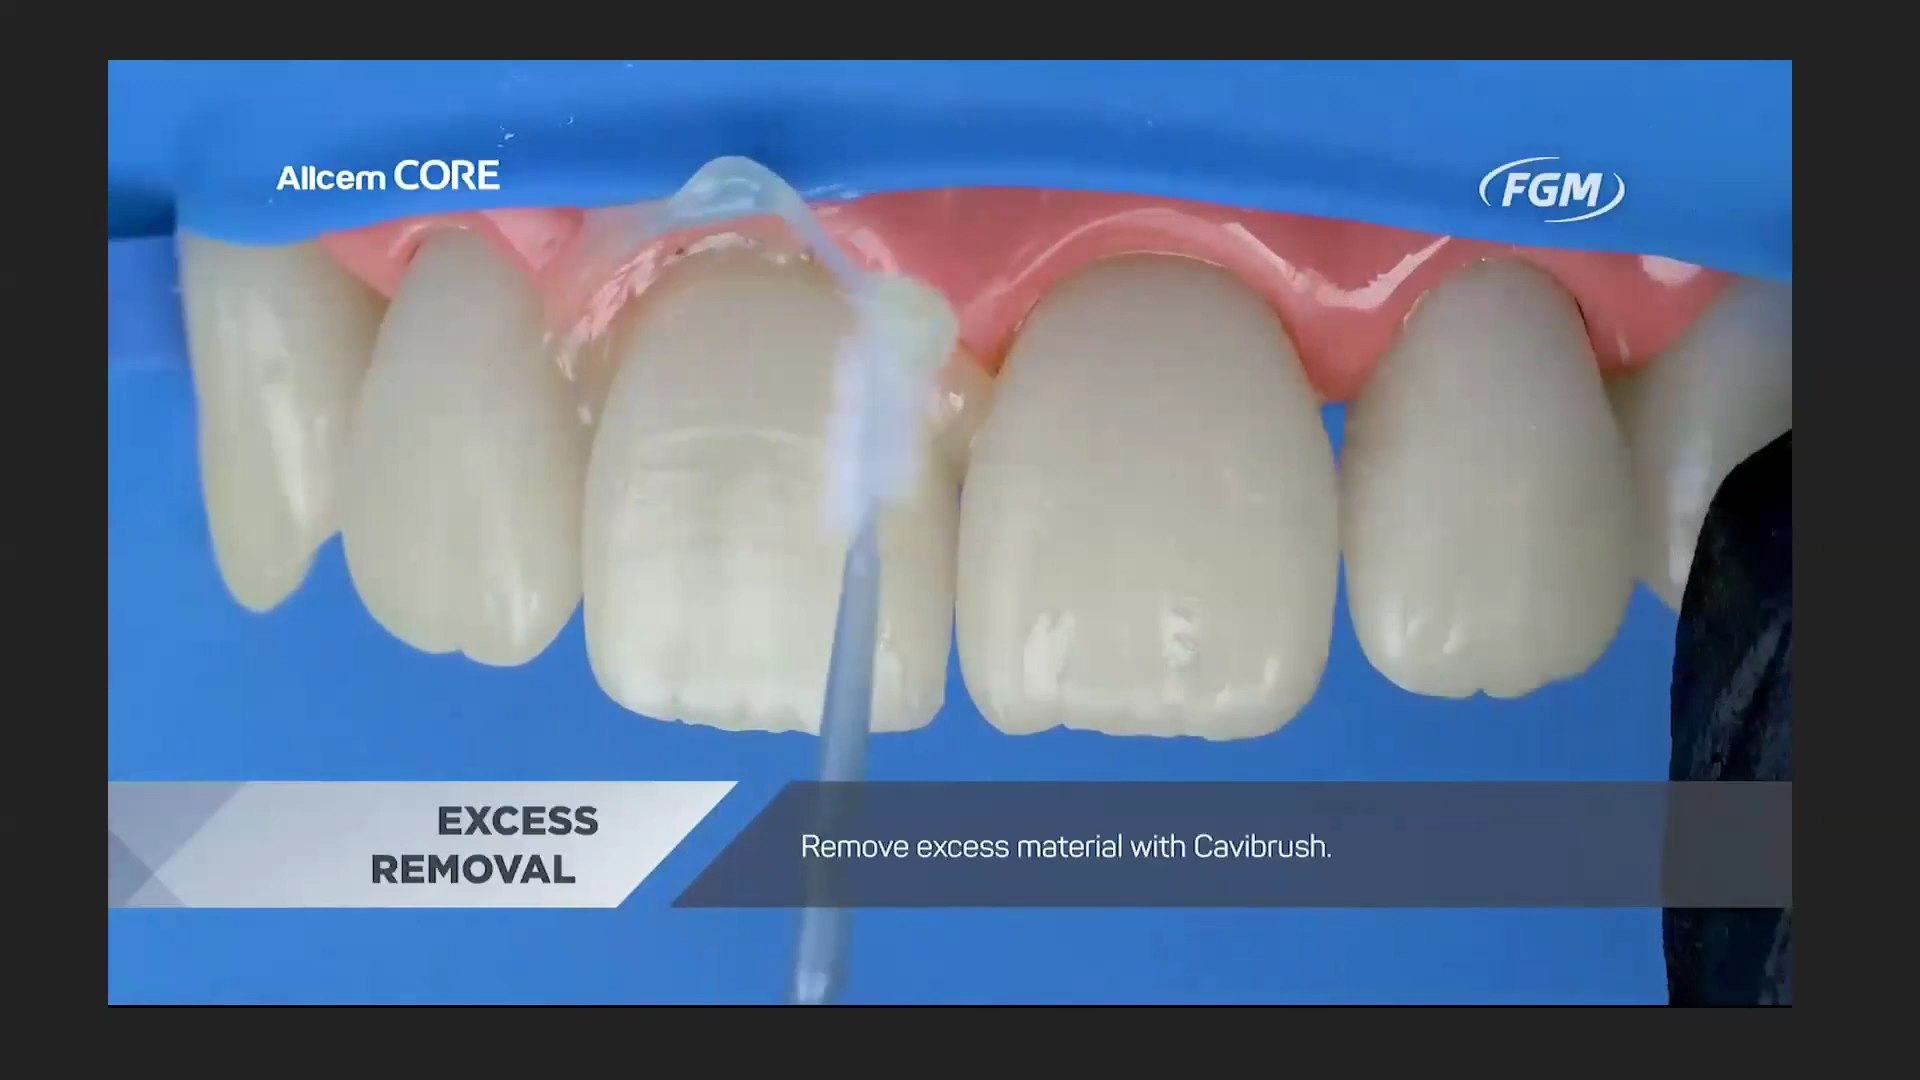 Allcem CORE
FGM
EXCESS
REMOVAL
Remove excess material with Cavibrush.